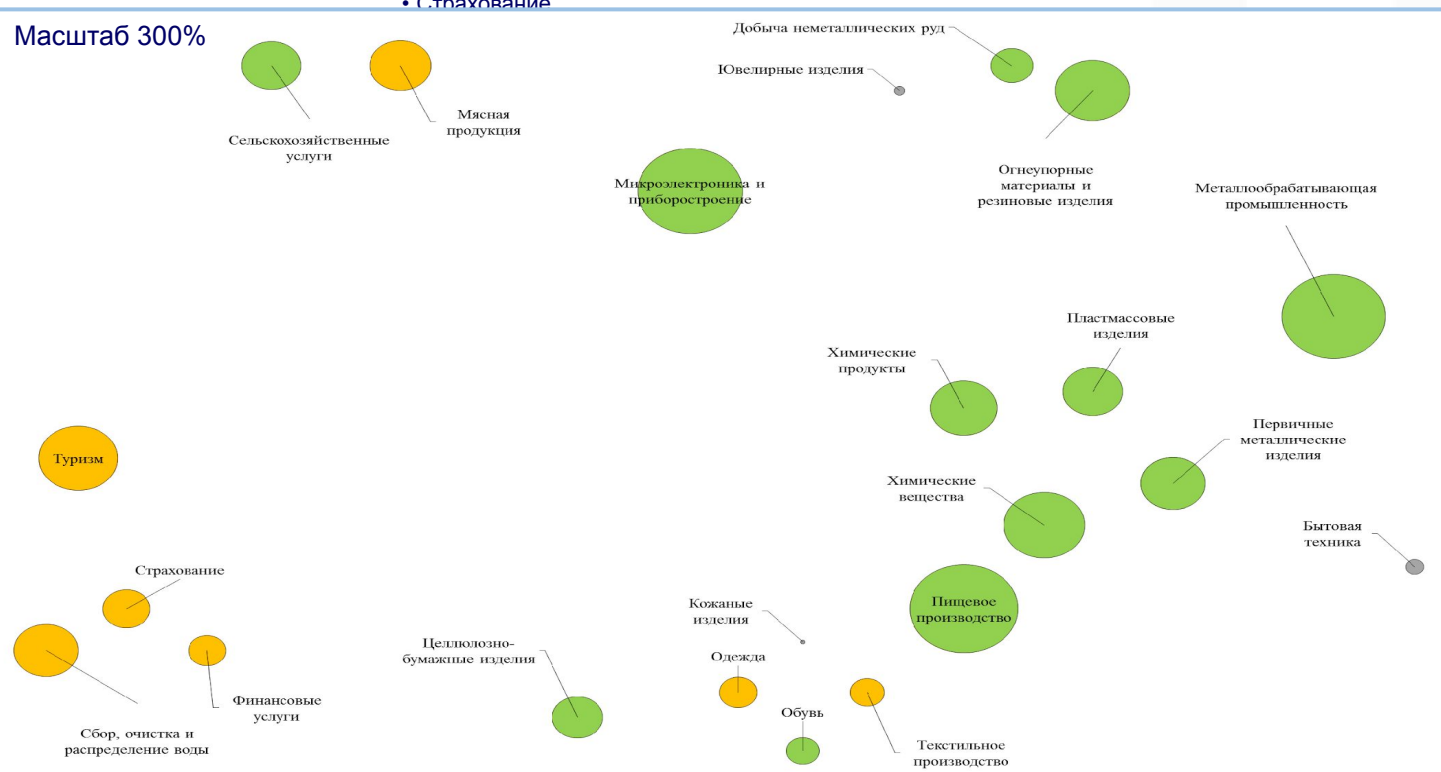 • Страхование
Масштаб 300%
Добыча неметаллических руд
Ювелирные изделия
Мясная
продукция
Сельскохозяйственные
услуги
Микроэлектроника и
приборостроение
Огнеупорные
материалы и
резиновые изделия
Металлообрабатывающая
промышленность
Пластмассовые
изделия
Химические
продукты
Первичные
металлические
изделия
Туризм
Химические
вещества
Бытовая
техника
Страхование
Кожаные
изделия
Пищевое
производство
Целлюлозно-
бумажные изделия
Одежда
Финансовые
услуги
Обувь
Сбор, очистка и
распределение воды
Текстильное
производство